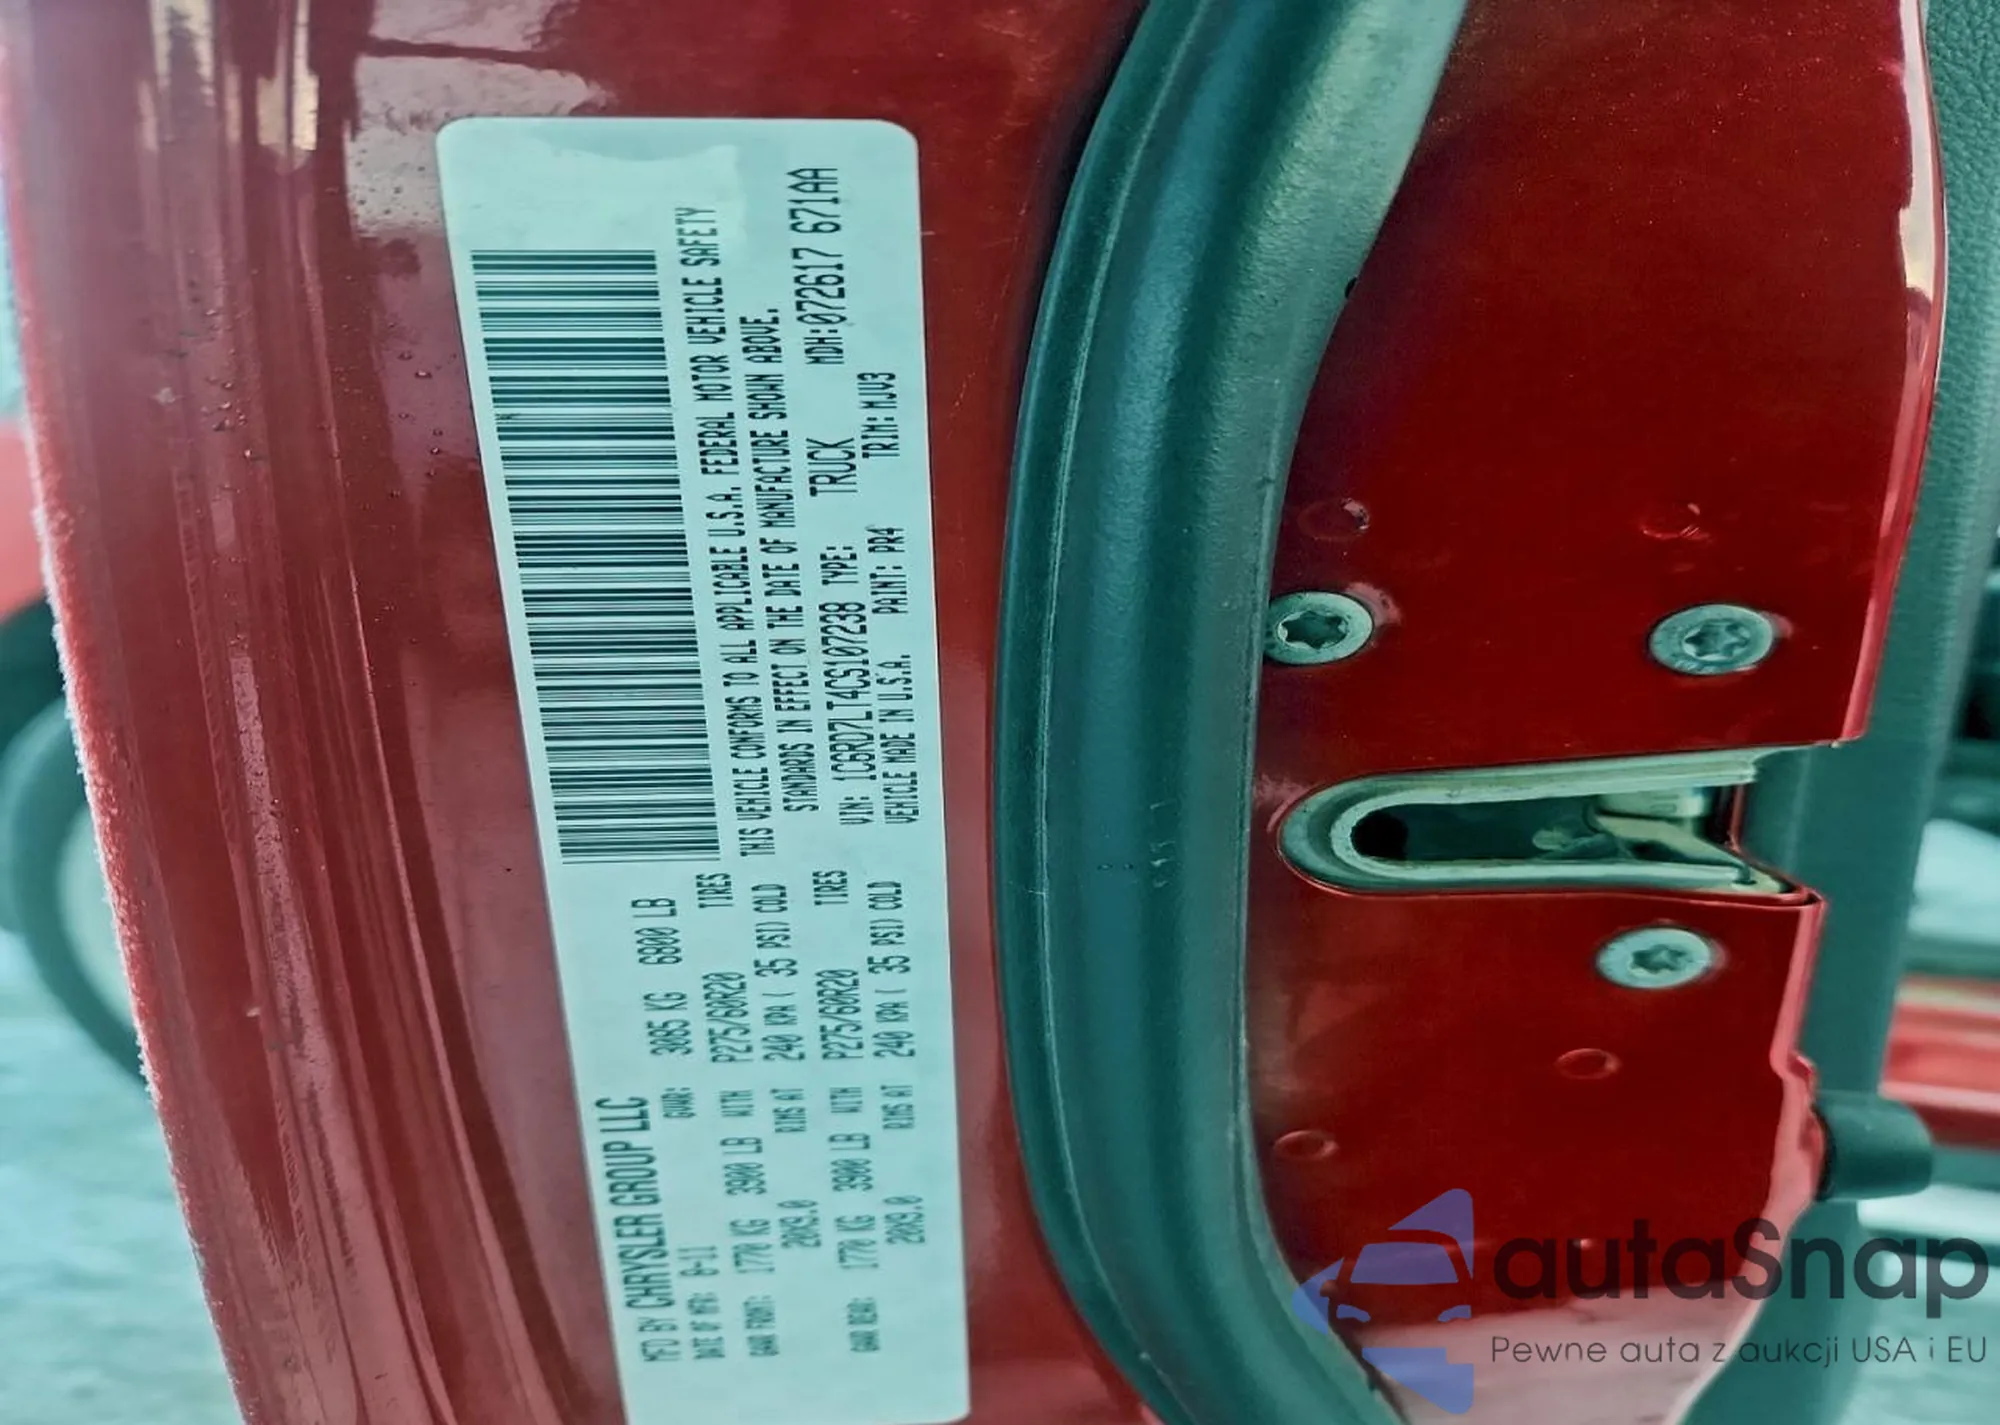 MFD BY CHRYSLER GROUP LLC
DATE OF MFR: 8-11 GVWR: 3085 KG 6800 LB
GAWR FRONT: 1770 KG 3900 LB WITH P275/60R20 TIRES
20X9.0 RIMS AT 240 KPA ( 35 PSI) COLD
GAWR REAR: 1770 KG 3900 LB WITH P275/60R20 TIRES
20X9.0 RIMS AT 240 KPA ( 35 PSI) COLD
THIS VEHICLE CONFORMS TO ALL APPLICABLE U.S.A. FEDERAL MOTOR VEHICLE SAFETY
STANDARDS IN EFFECT ON THE DATE OF MANUFACTURE SHOWN ABOVE.
VIN: 1C6RD7LT4CS107238 TYPE: TRUCK MDH:072617 671AA
VEHICLE MADE IN U.S.A. PAINT: PR4 TRIM: MJV3
autaSnap
Pewne auta z aukcji USA i EU